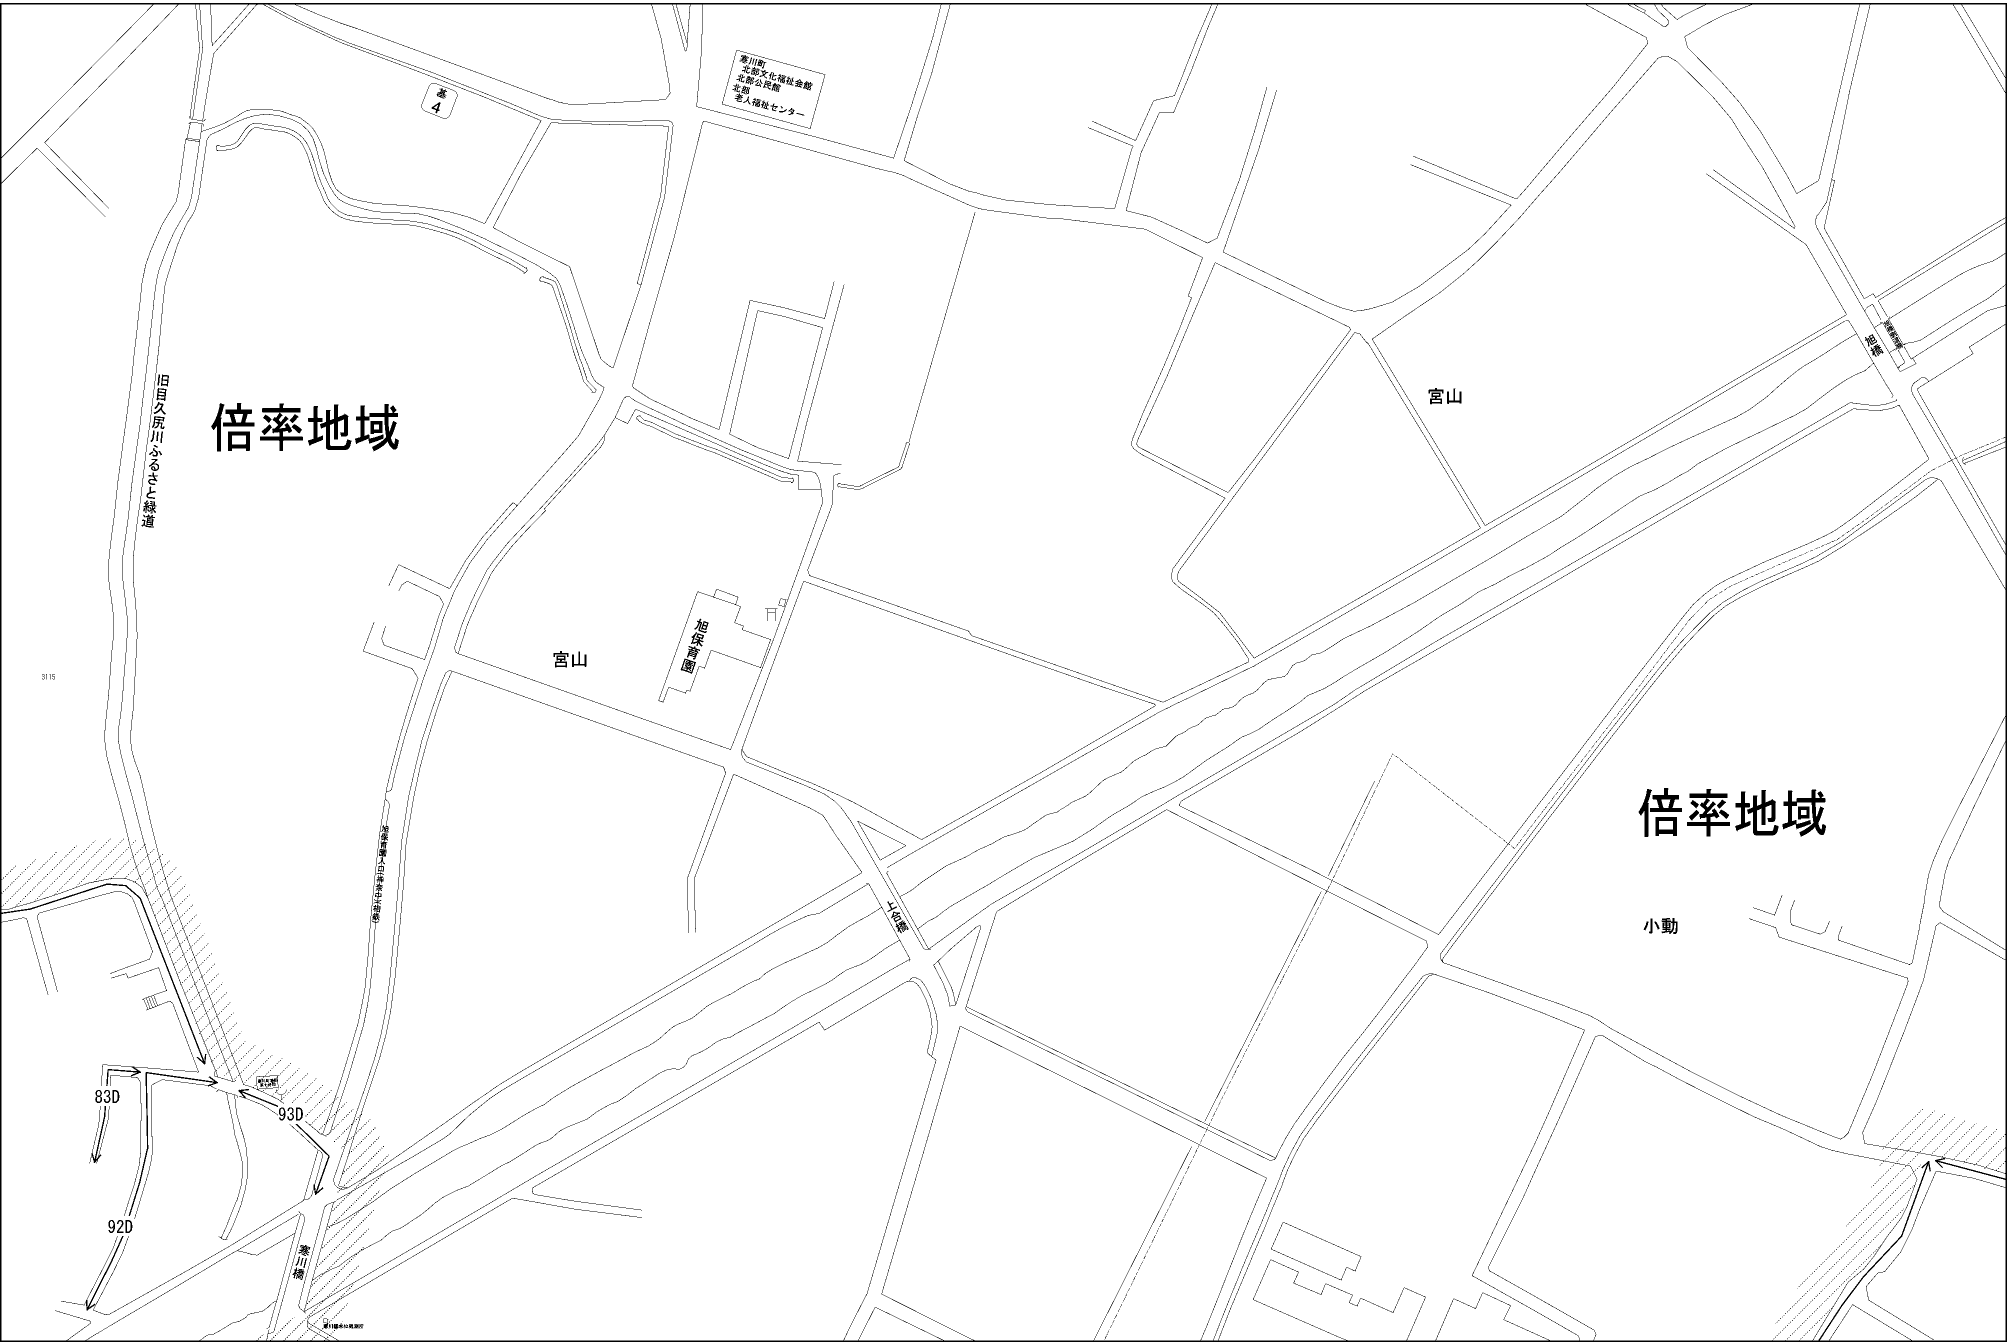 寒川町
北部文化福祉会館
北部公民館
北部
老人福祉センター
基
4
旭橋
宮山
倍率地域
旧目久尻川ふるさと緑道
旭保育園
宮山
3115
倍率地域
小動
上合橋
83D
93D
92D
寒川橋